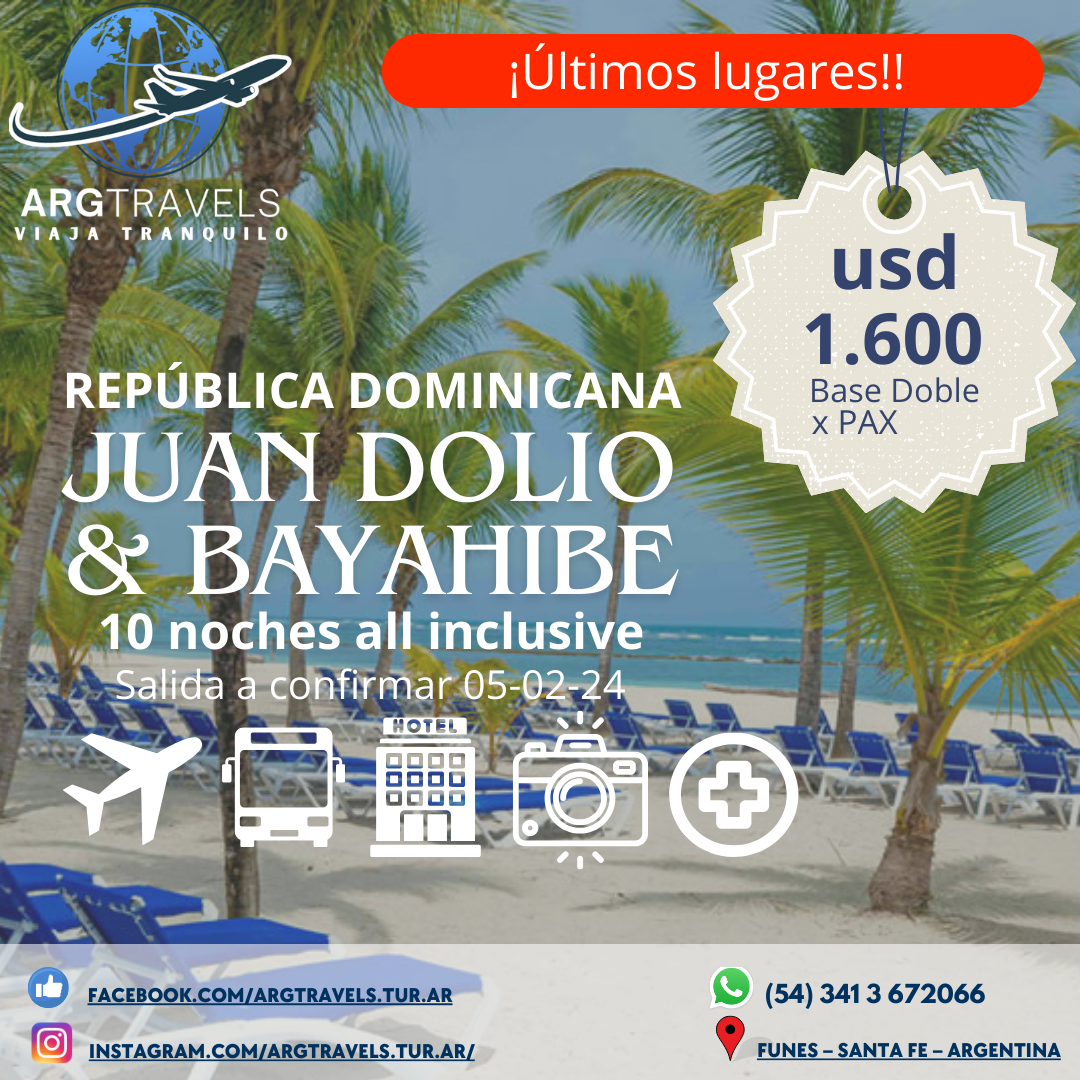 ¡Últimos lugares!!
ARGTRAVELS
VIAJA TRANQUILO
usd
1.600
Base Doble
x PAX
REPÚBLICA DOMINICANA
JUAN DOLIO
& BAYAHIBE
10 noches all inclusive
Salida a confirmar 05-02-24
HOTEL
FACEBOOK.COM/ARGTRAVELS.TUR.AR
(54) 341 3 672066
INSTAGRAM.COM/ARGTRAVELS.TUR.AR/
FUNES – SANTA FE – ARGENTINA